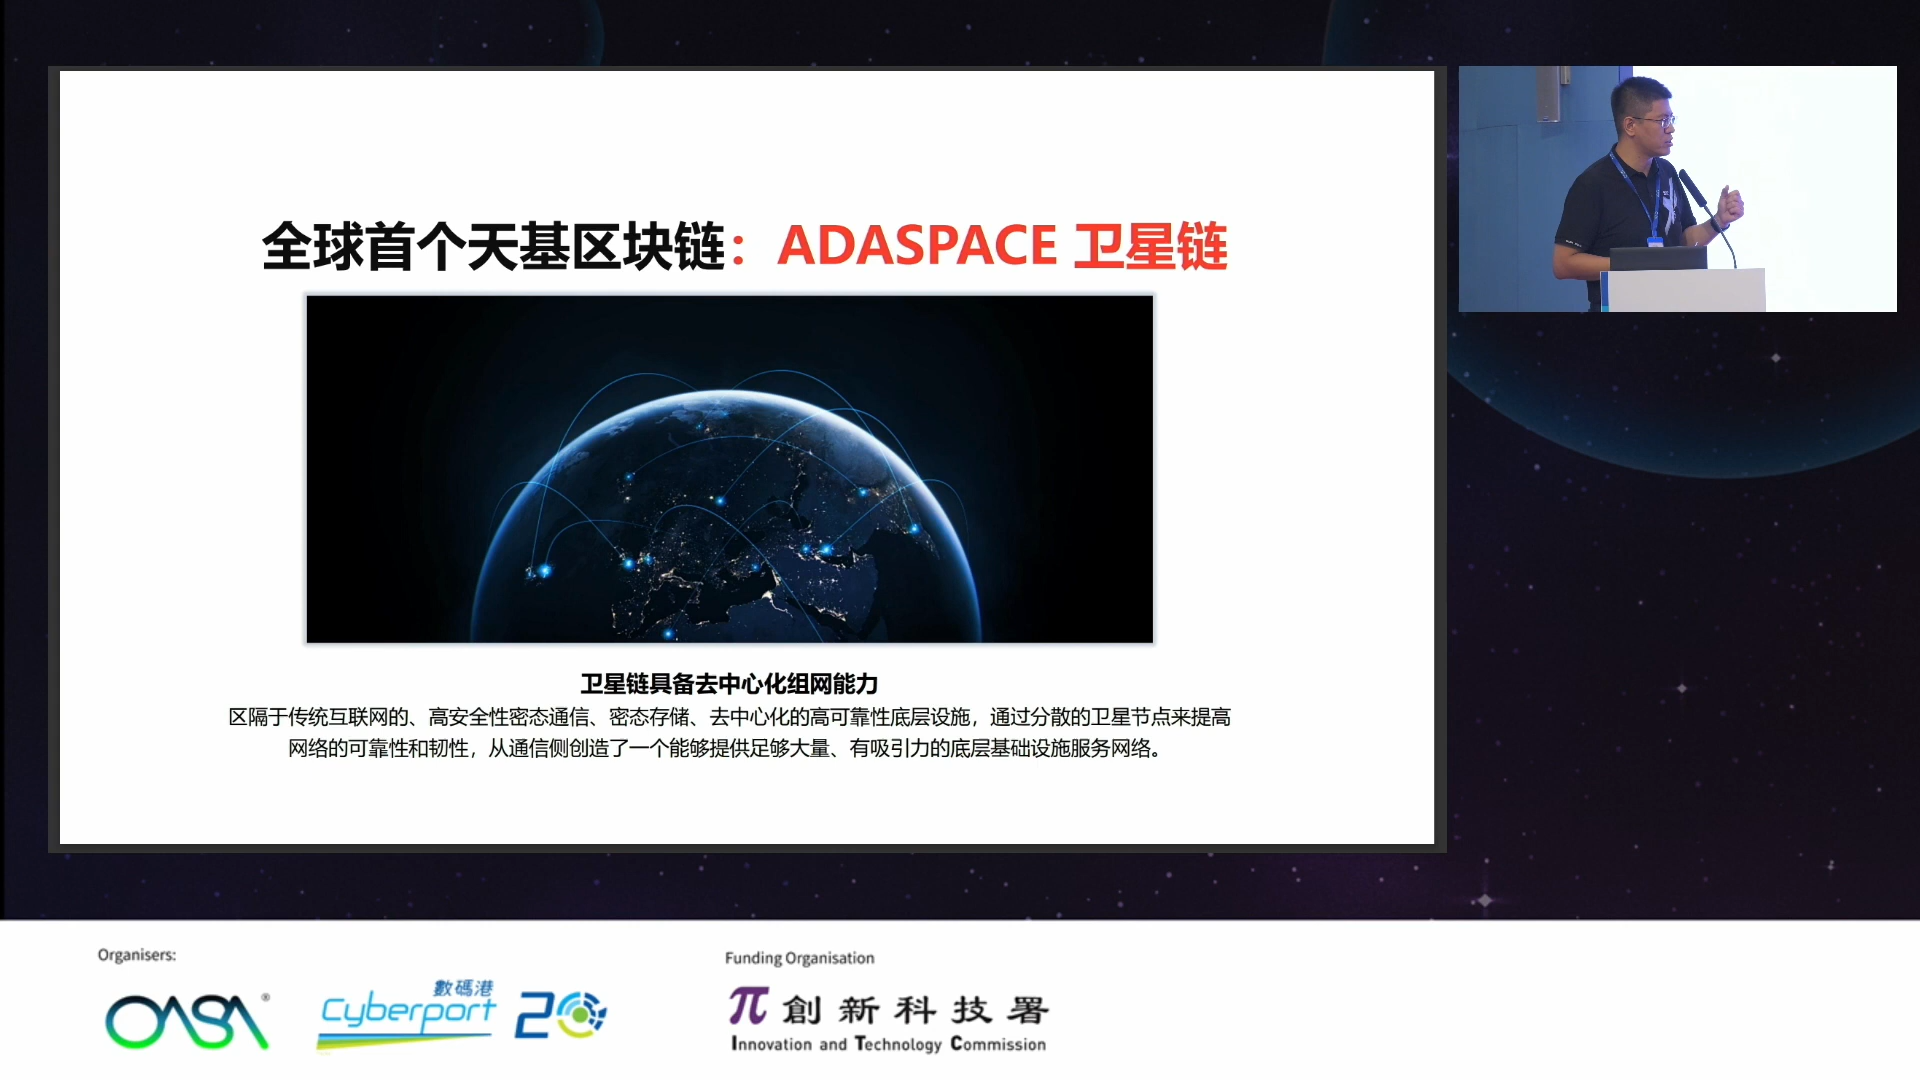 全球首个天基区块链：ADASPACE 卫星链
卫星链具备去中心化组网能力
区隔于传统互联网的、高安全性密态通信、密态存储、去中心化的高可靠性底层设施，通过分散的卫星节点来提高
网络的可靠性和韧性，从通信侧创造了一个能够提供足够大量、有吸引力的底层基础设施服务网络。
Organisers:
OASA®
數碼港
Cyberport 20
Funding Organisation
創新科技署
Innovation and Technology Commission